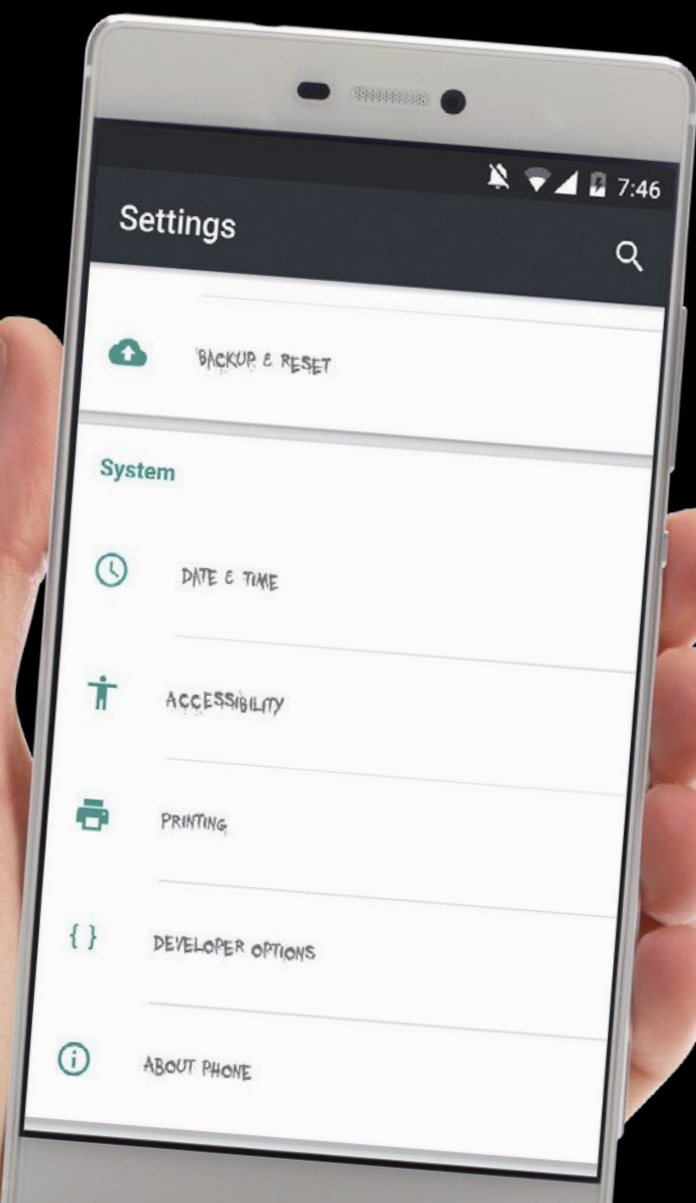 7:46
Settings
BACKUP & RESET
System
DATE & TIME
ACCESSIBILITY
PRINTING
{ } DEVELOPER OPTIONS
ABOUT PHONE